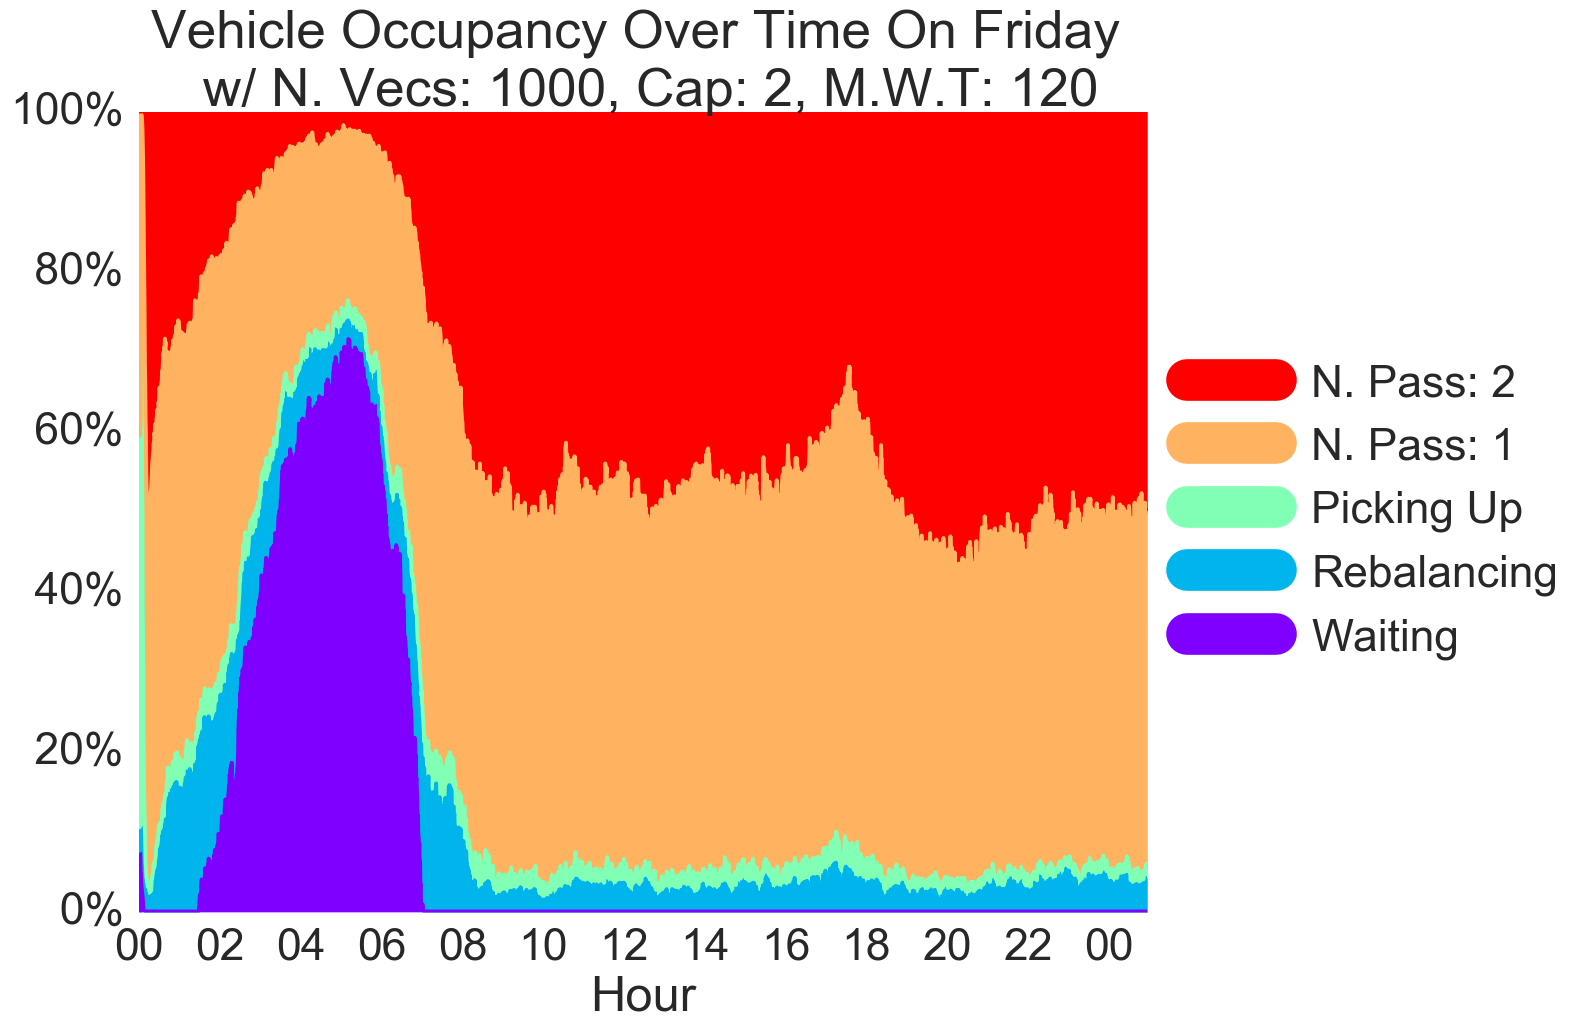 Vehicle Occupancy Over Time On Friday
w/ N. Vecs: 1000, Cap: 2, M.W.T: 120
100%
80%
60%
40%
20%
0%
00 02 04 06 08 10 12 14 16 18 20 22 00
Hour
N. Pass: 2
N. Pass: 1
Picking Up
Rebalancing
Waiting